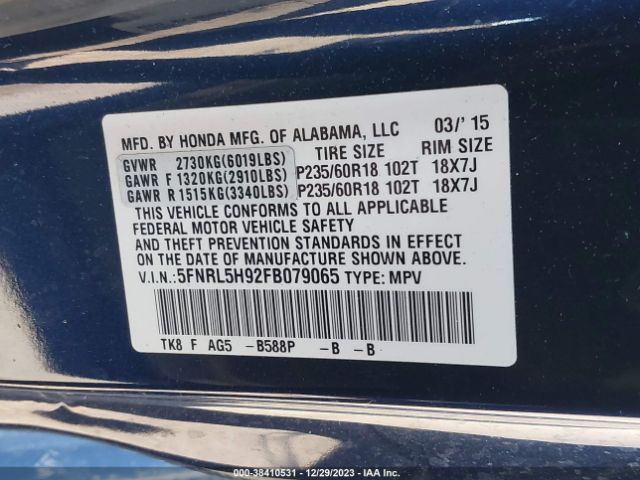 MFD. BY HONDA MFG. OF ALABAMA, LLC 03/'15
GVWR 2730KG(6019LBS) TIRE SIZE RIM SIZE
GAWR F 1320KG(2910LBS) P235/60R18 102T 18X7J
GAWR R 1515KG(3340LBS) P235/60R18 102T 18X7J
THIS VEHICLE CONFORMS TO ALL APPLICABLE
FEDERAL MOTOR VEHICLE SAFETY
AND THEFT PREVENTION STANDARDS IN EFFECT
ON THE DATE OF MANUFACTURE SHOWN ABOVE.
V.I.N.:5FNRL5H92FB079065 TYPE: MPV
TK8 F AG5 -B588P -B -B
000-38410531 - 12/29/2023 - IAA Inc.